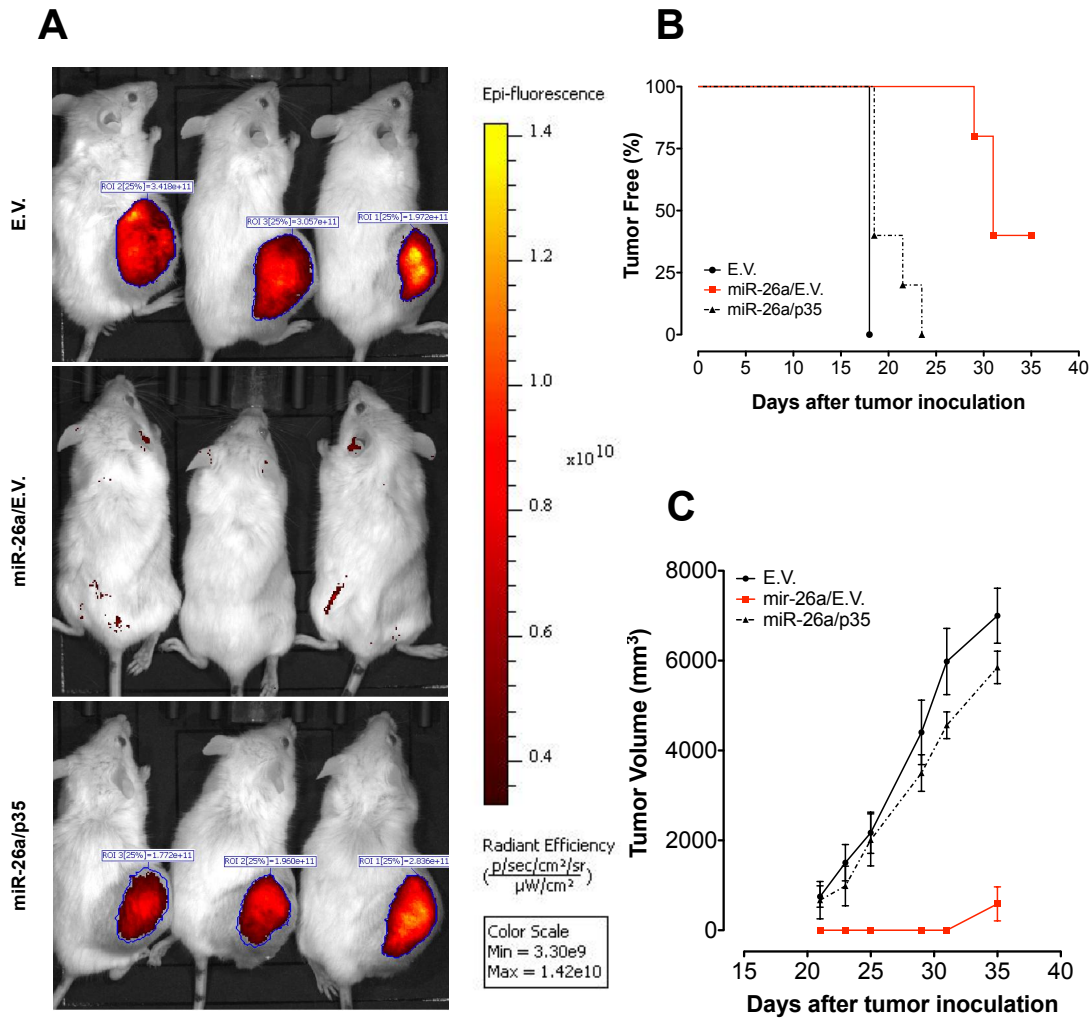 A
E.V.
ROI 2[25%]=3.418e+11
ROI 3[25%]=3.057e+11
ROI 1[25%]=1.972e+11
miR-26a/E.V.
miR-26a/p35
ROI 3[25%]=1.772e+11
ROI 2[25%]=1.960e+11
ROI 1[25%]=2.836e+11
Epi-fluorescence
1.4
1.2
1.0
x10^10
0.8
0.6
0.4
Radiant Efficiency
(p/sec/cm²/sr
µW/cm²)
Color Scale
Min = 3.30e9
Max = 1.42e10
B
Tumor Free (%)
100
75
50
25
0
E.V.
miR-26a/E.V.
miR-26a/p35
0 5 10 15 20 25 30 35 40
Days after tumor inoculation
C
Tumor Volume (mm³)
8000
6000
4000
2000
0
E.V.
mir-26a/E.V.
miR-26a/p35
15 20 25 30 35 40
Days after tumor inoculation